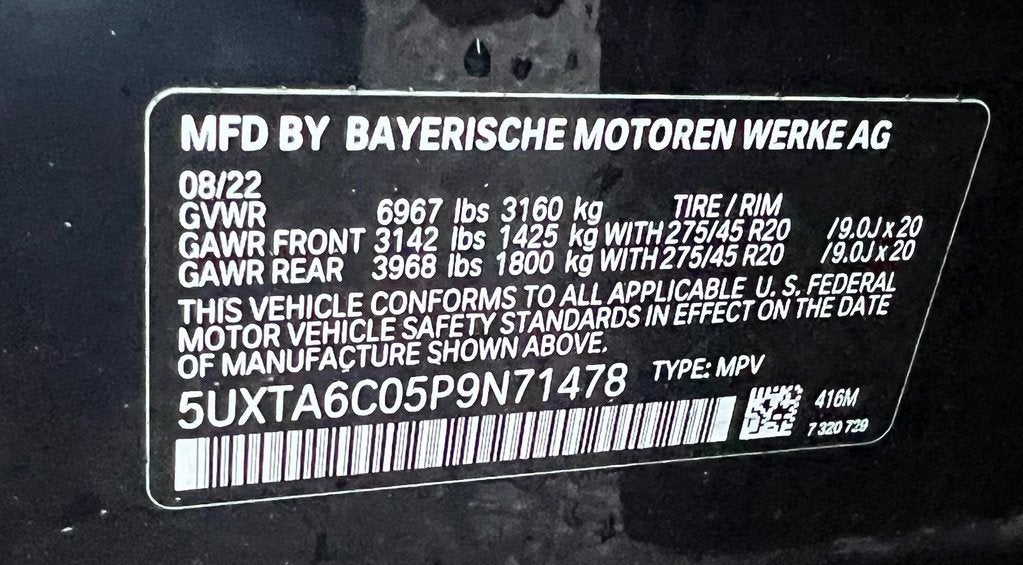 MFD BY BAYERISCHE MOTOREN WERKE AG
08/22
GVWR 6967 lbs 3160 kg TIRE / RIM
GAWR FRONT 3142 lbs 1425 kg WITH 275/45 R20 /9.0J x 20
GAWR REAR 3968 lbs 1800 kg WITH 275/45 R20 /9.0J x 20
THIS VEHICLE CONFORMS TO ALL APPLICABLE U. S. FEDERAL
MOTOR VEHICLE SAFETY STANDARDS IN EFFECT ON THE DATE
OF MANUFACTURE SHOWN ABOVE.
5UXTA6C05P9N71478 TYPE: MPV
416M
7 320 729